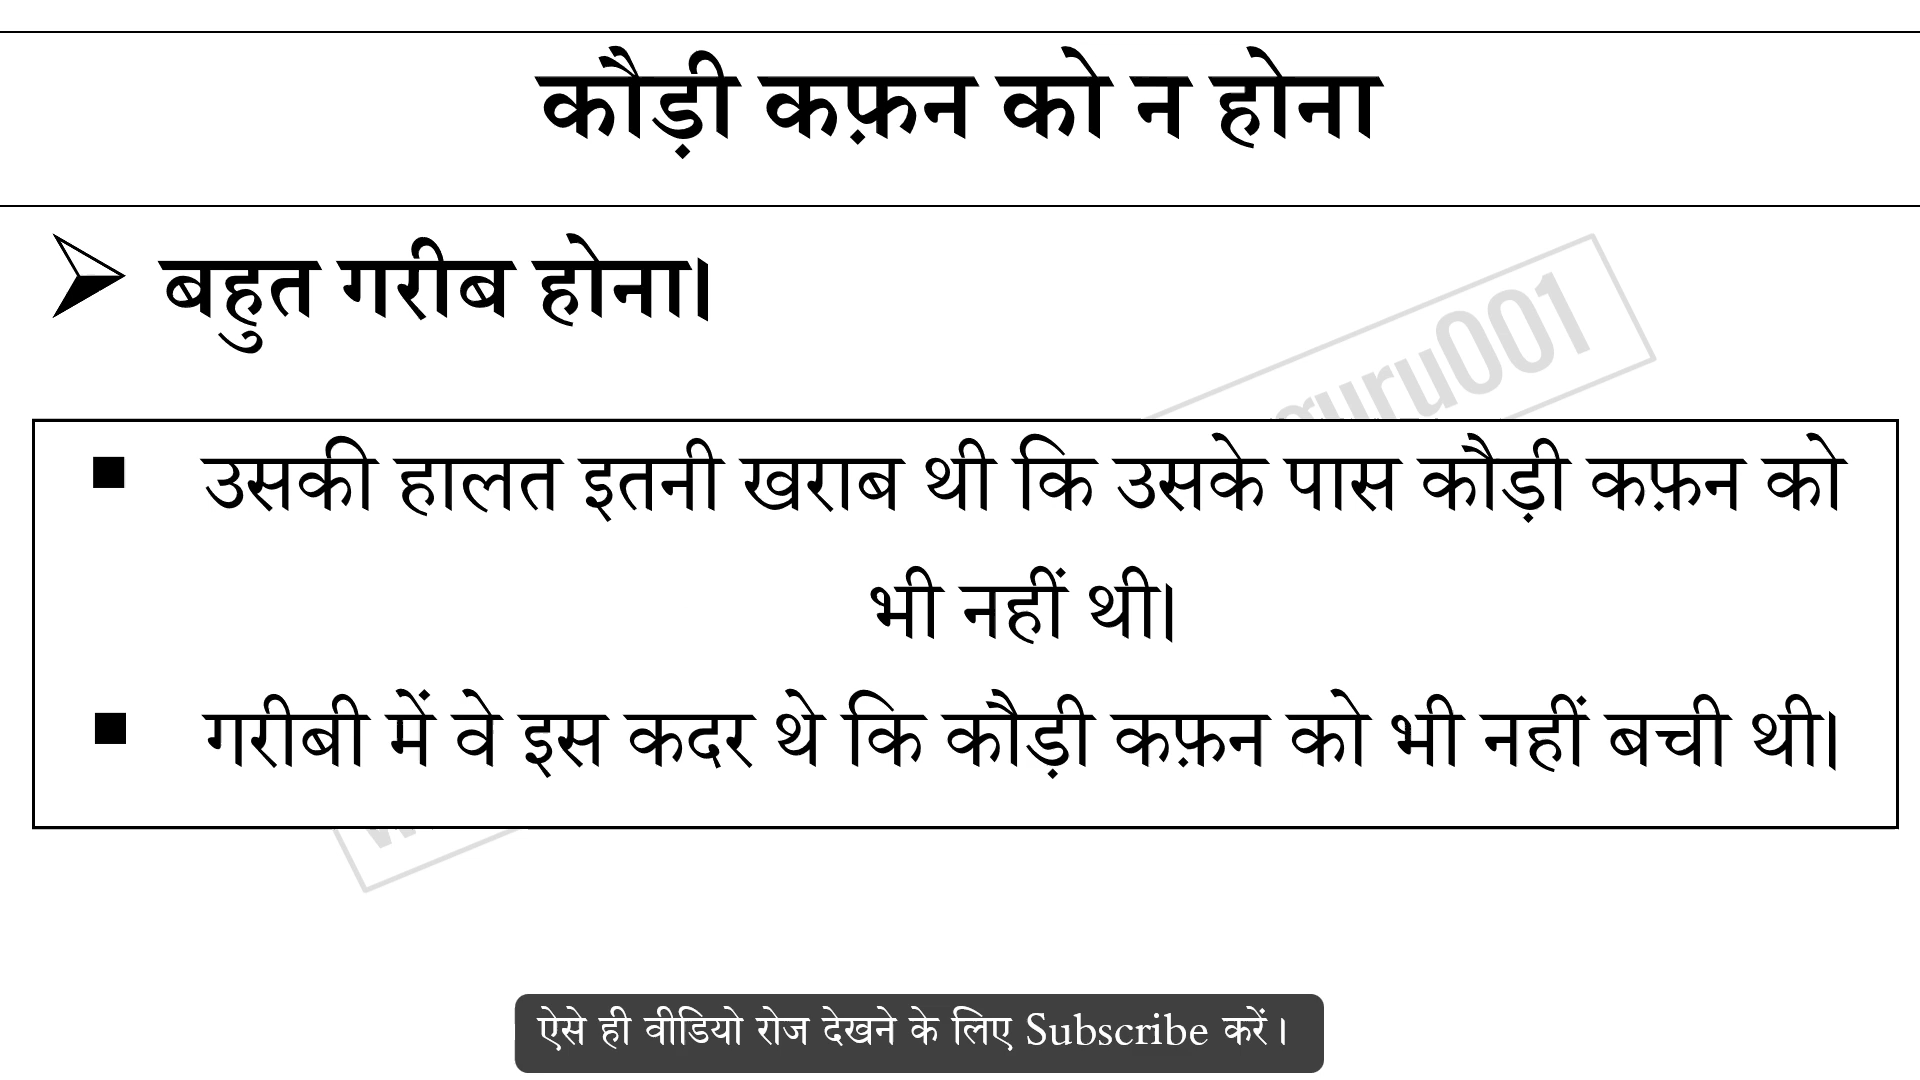 कौड़ी कफ़न को न होना
बहुत गरीब होना।
guru001
उसकी हालत इतनी खराब थी कि उसके पास कौड़ी कफ़न को
भी नहीं थी।
गरीबी में वे इस कदर थे कि कौड़ी कफ़न को भी नहीं बची थी।
ऐसे ही वीडियो रोज देखने के लिए Subscribe करें।